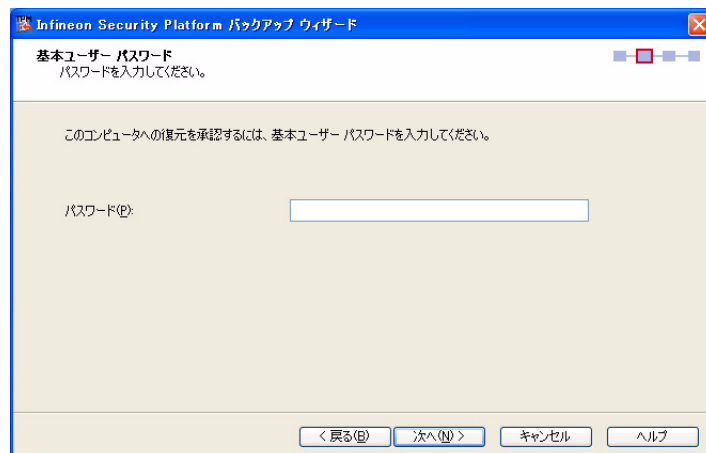 Infineon Security Platform バックアップ ウィザード
基本ユーザー パスワード
パスワードを入力してください。
このコンピュータへの復元を承認するには、基本ユーザー パスワードを入力してください。
パスワード(P):
< 戻る(B)
次へ(N) >
キャンセル
ヘルプ